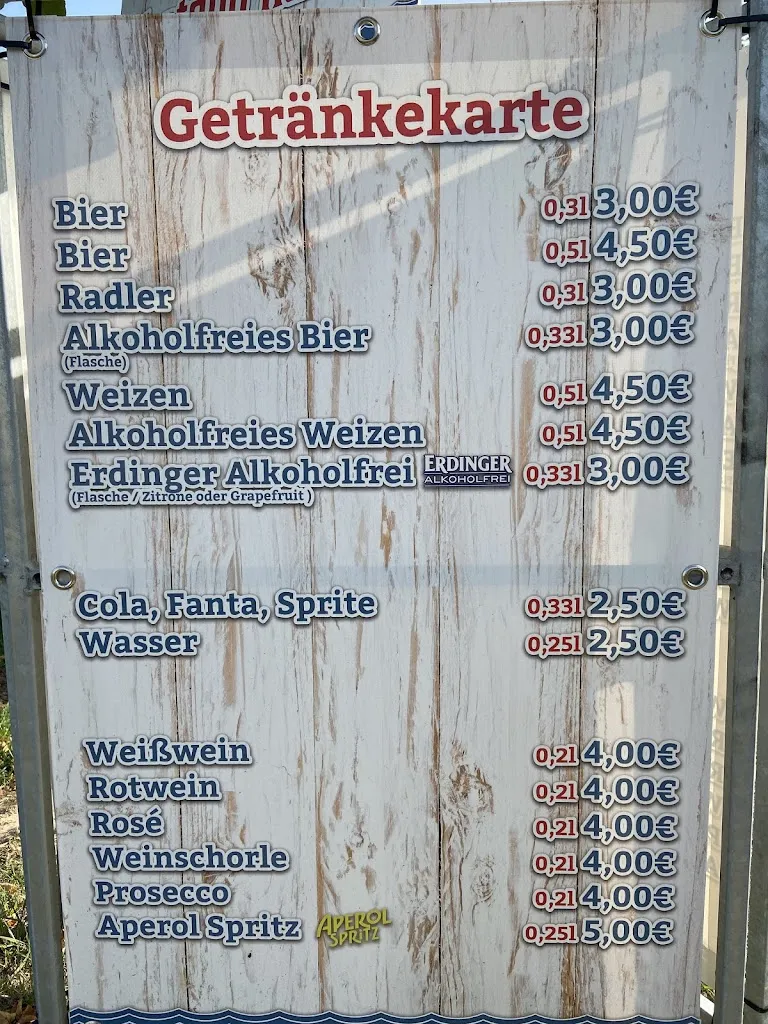 Getränkekarte
Bier 0,3l 3,00€
Bier 0,5l 4,50€
Radler 0,3l 3,00€
Alkoholfreies Bier 0,33l 3,00€
(Flasche)
Weizen 0,5l 4,50€
Alkoholfreies Weizen 0,5l 4,50€
Erdinger Alkoholfrei ERDINGER ALKOHOLFREI 0,33l 3,00€
(Flasche / Zitrone oder Grapefruit )
Cola, Fanta, Sprite 0,33l 2,50€
Wasser 0,25l 2,50€
Weißwein 0,2l 4,00€
Rotwein 0,2l 4,00€
Rosé 0,2l 4,00€
Weinschorle 0,2l 4,00€
Prosecco 0,2l 4,00€
Aperol Spritz APEROL SPRITZ 0,25l 5,00€